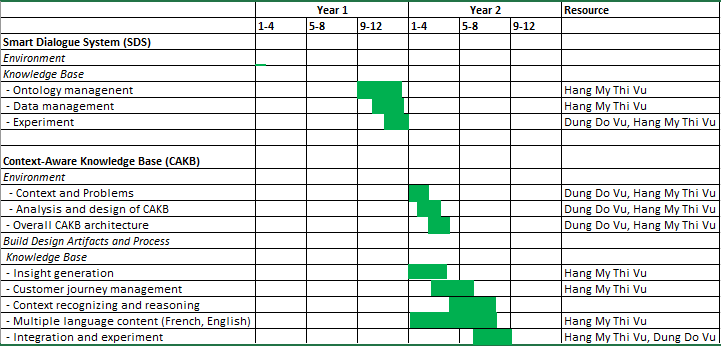 Year 1 Year 2 Resource
1-4 5-8 9-12 1-4 5-8 9-12
Smart Dialogue System (SDS)
Environment
Knowledge Base
- Ontology management Hang My Thi Vu
- Data management Hang My Thi Vu
- Experiment Dung Do Vu, Hang My Thi Vu
Context-Aware Knowledge Base (CAKB)
Environment
- Context and Problems Dung Do Vu, Hang My Thi Vu
- Analysis and design of CAKB Dung Do Vu, Hang My Thi Vu
- Overall CAKB architecture Dung Do Vu, Hang My Thi Vu
Build Design Artifacts and Process
Knowledge Base
- Insight generation Hang My Thi Vu
- Customer journey management Hang My Thi Vu
- Context recognizing and reasoning
- Multiple language content (French, English) Hang My Thi Vu
- Integration and experiment Hang My Thi Vu, Dung Do Vu